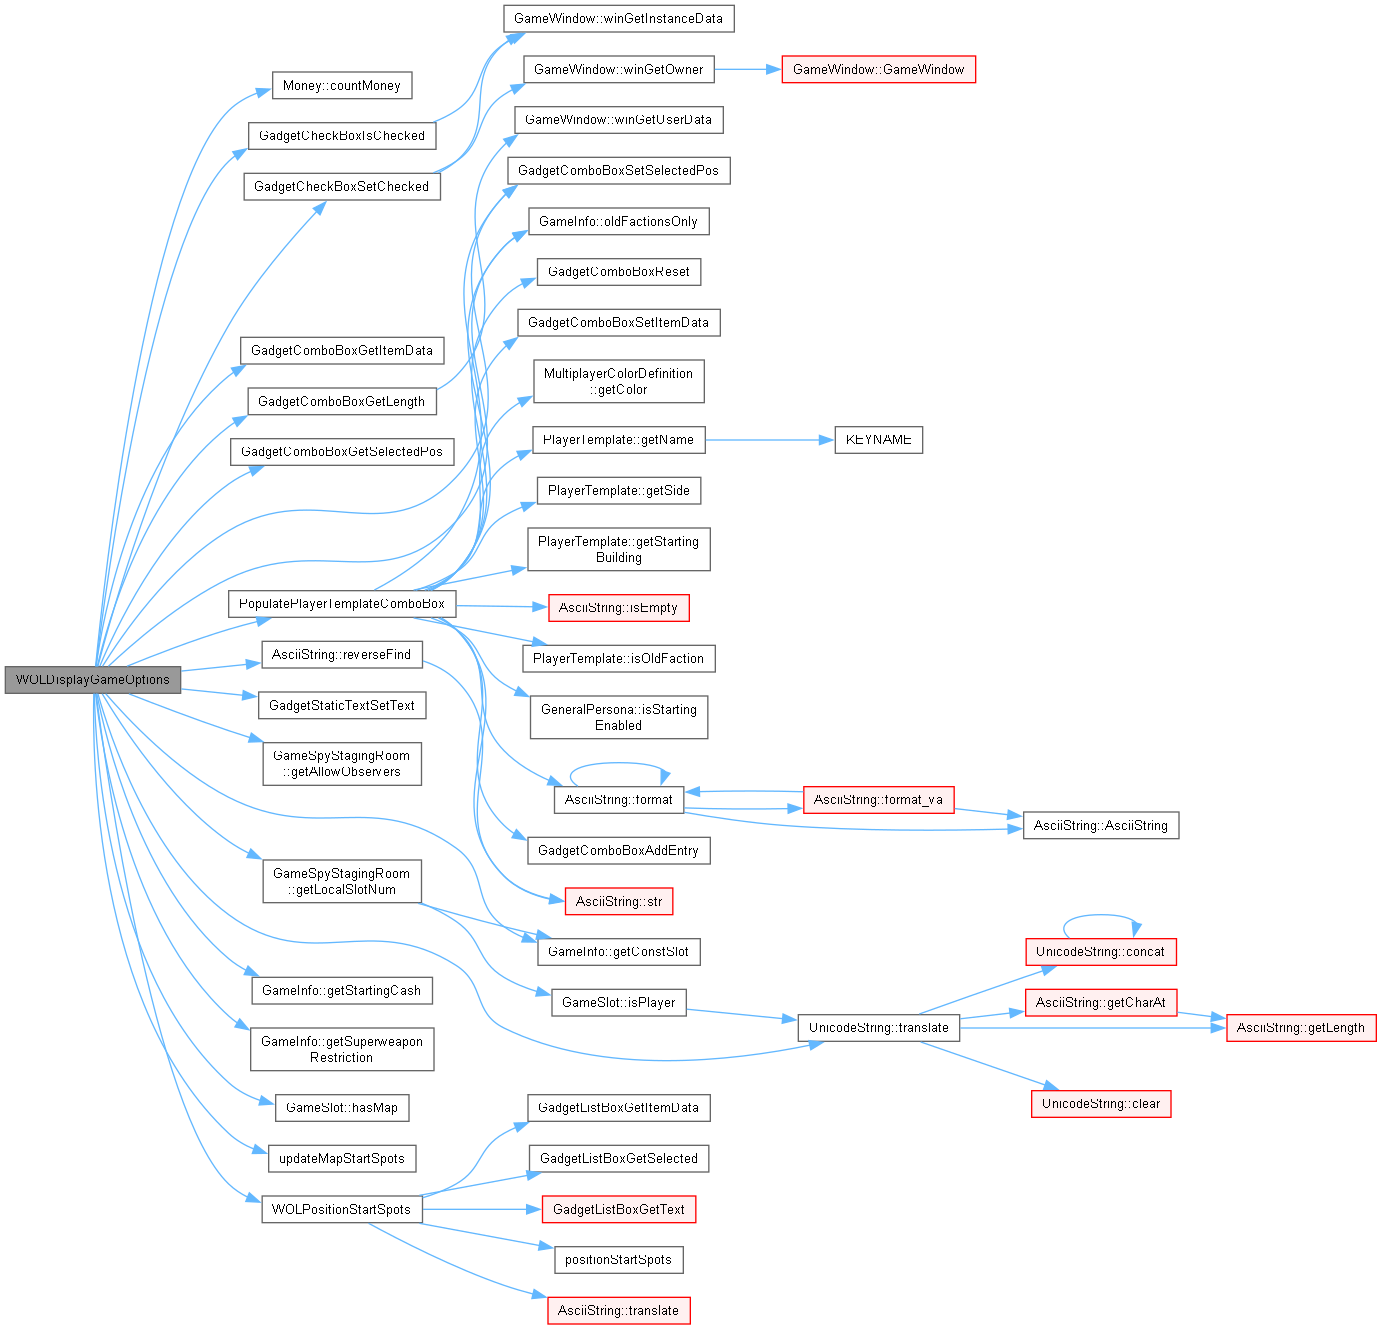 GameWindow::winGetInstanceData
GameWindow::winGetOwner
GameWindow::GameWindow
Money::countMoney
GameWindow::winGetUserData
GadgetCheckBoxIsChecked
GadgetComboBoxSetSelectedPos
GadgetCheckBoxSetChecked
GameInfo::oldFactionsOnly
GadgetComboBoxReset
GadgetComboBoxSetItemData
GadgetComboBoxGetItemData
MultiplayerColorDefinition
::getColor
GadgetComboBoxGetLength
PlayerTemplate::getName
KEYNAME
GadgetComboBoxGetSelectedPos
PlayerTemplate::getSide
PlayerTemplate::getStarting
Building
PopulatePlayerTemplateComboBox
AsciiString::isEmpty
AsciiString::reverseFind
PlayerTemplate::isOldFaction
WOLDisplayGameOptions
GadgetStaticTextSetText
GeneralPersona::isStarting
Enabled
GameSpyStagingRoom
::getAllowObservers
AsciiString::format
AsciiString::format_va
AsciiString::AsciiString
GadgetComboBoxAddEntry
GameSpyStagingRoom
::getLocalSlotNum
AsciiString::str
GameInfo::getConstSlot
UnicodeString::concat
GameInfo::getStartingCash
GameSlot::isPlayer
AsciiString::getCharAt
UnicodeString::translate
AsciiString::getLength
GameInfo::getSuperweapon
Restriction
UnicodeString::clear
GameSlot::hasMap
GadgetListBoxGetItemData
updateMapStartSpots
GadgetListBoxGetSelected
WOLPositionStartSpots
GadgetListBoxGetText
positionStartSpots
AsciiString::translate